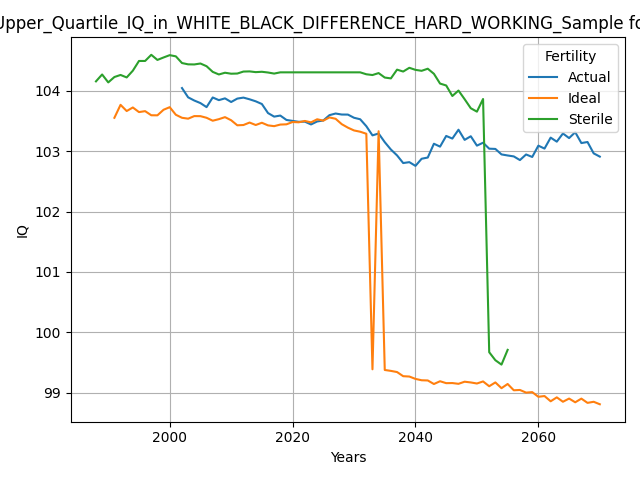 Upper_Quartile_IQ_in_WHITE_BLACK_DIFFERENCE_HARD_WORKING_Sample fo
Fertility
Actual
Ideal
Sterile
104
103
102
101
100
99
IQ
2000
2020
2040
2060
Years